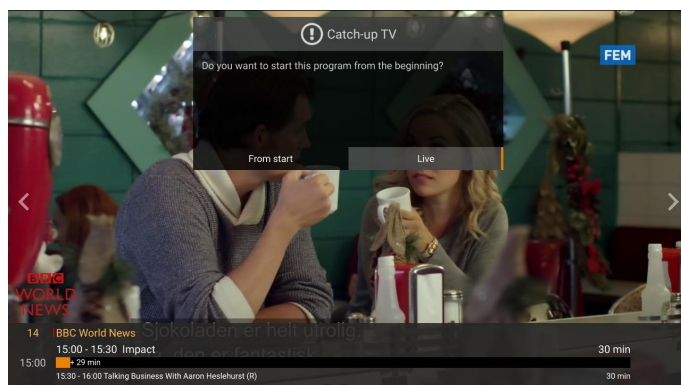 Catch-up TV
FEM
Do you want to start this program from the beginning?
From start
Live
BBC
WORLD
NEWS
14 BBC World News
Sjokoladen er helt utrolig.
15:00 - 15:30 Impact 30 min
den er fantastisk
15:00 + 29 min
15:30 - 16:00 Talking Business With Aaron Heslehurst (R) 30 min